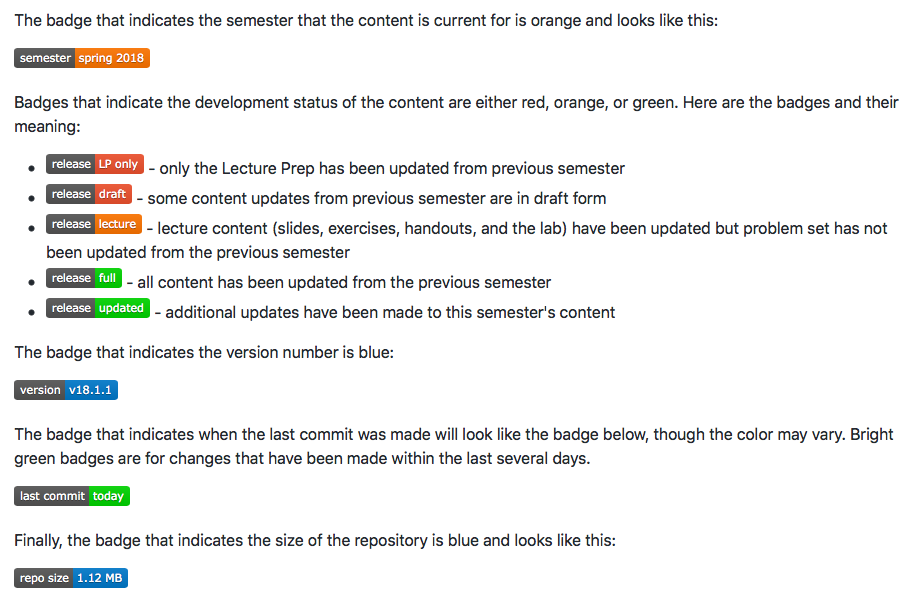 The badge that indicates the semester that the content is current for is orange and looks like this:
semester spring 2018
Badges that indicate the development status of the content are either red, orange, or green. Here are the badges and their
meaning:
• release LP only - only the Lecture Prep has been updated from previous semester
• release draft - some content updates from previous semester are in draft form
• release lecture - lecture content (slides, exercises, handouts, and the lab) have been updated but problem set has not
been updated from the previous semester
• release full - all content has been updated from the previous semester
• release updated - additional updates have been made to this semester's content
The badge that indicates the version number is blue:
version v18.1.1
The badge that indicates when the last commit was made will look like the badge below, though the color may vary. Bright
green badges are for changes that have been made within the last several days.
last commit today
Finally, the badge that indicates the size of the repository is blue and looks like this:
repo size 1.12 MB